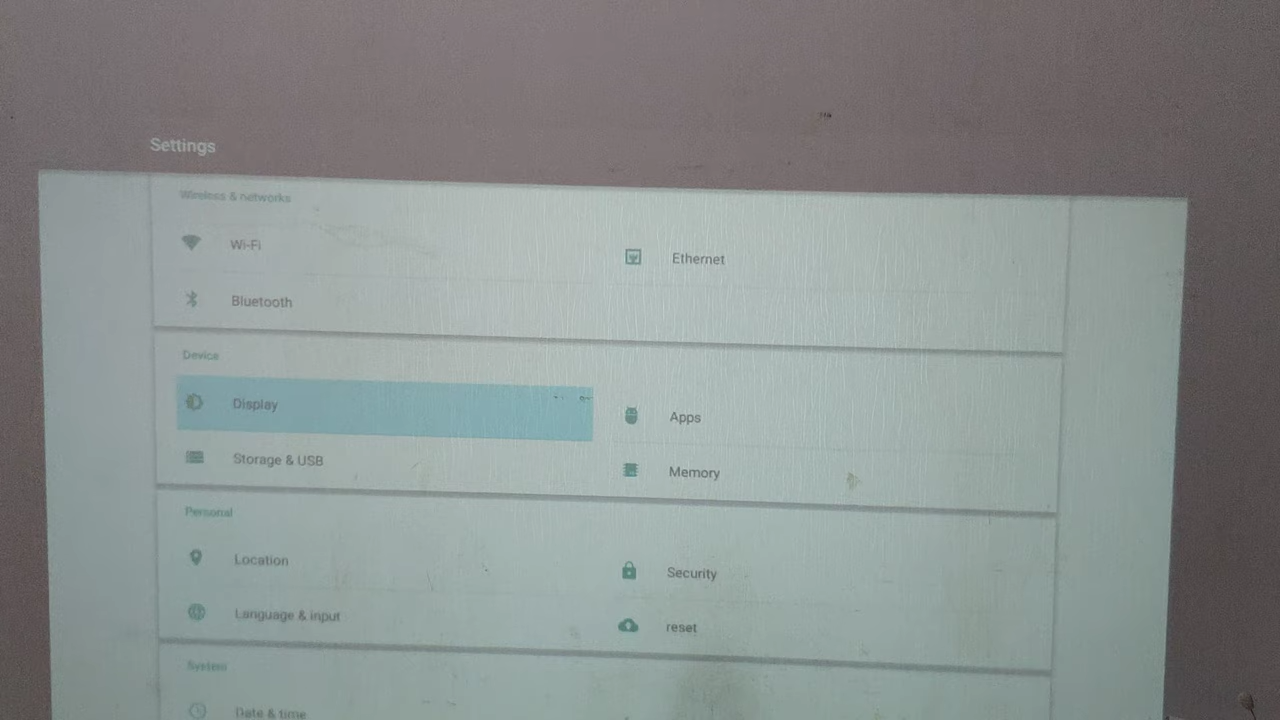 Settings
Wireless & networks
Wi-Fi
Ethernet
Bluetooth
Device
Display
Apps
Storage & USB
Memory
Personal
Location
Security
Language & input
reset
System
Date & time